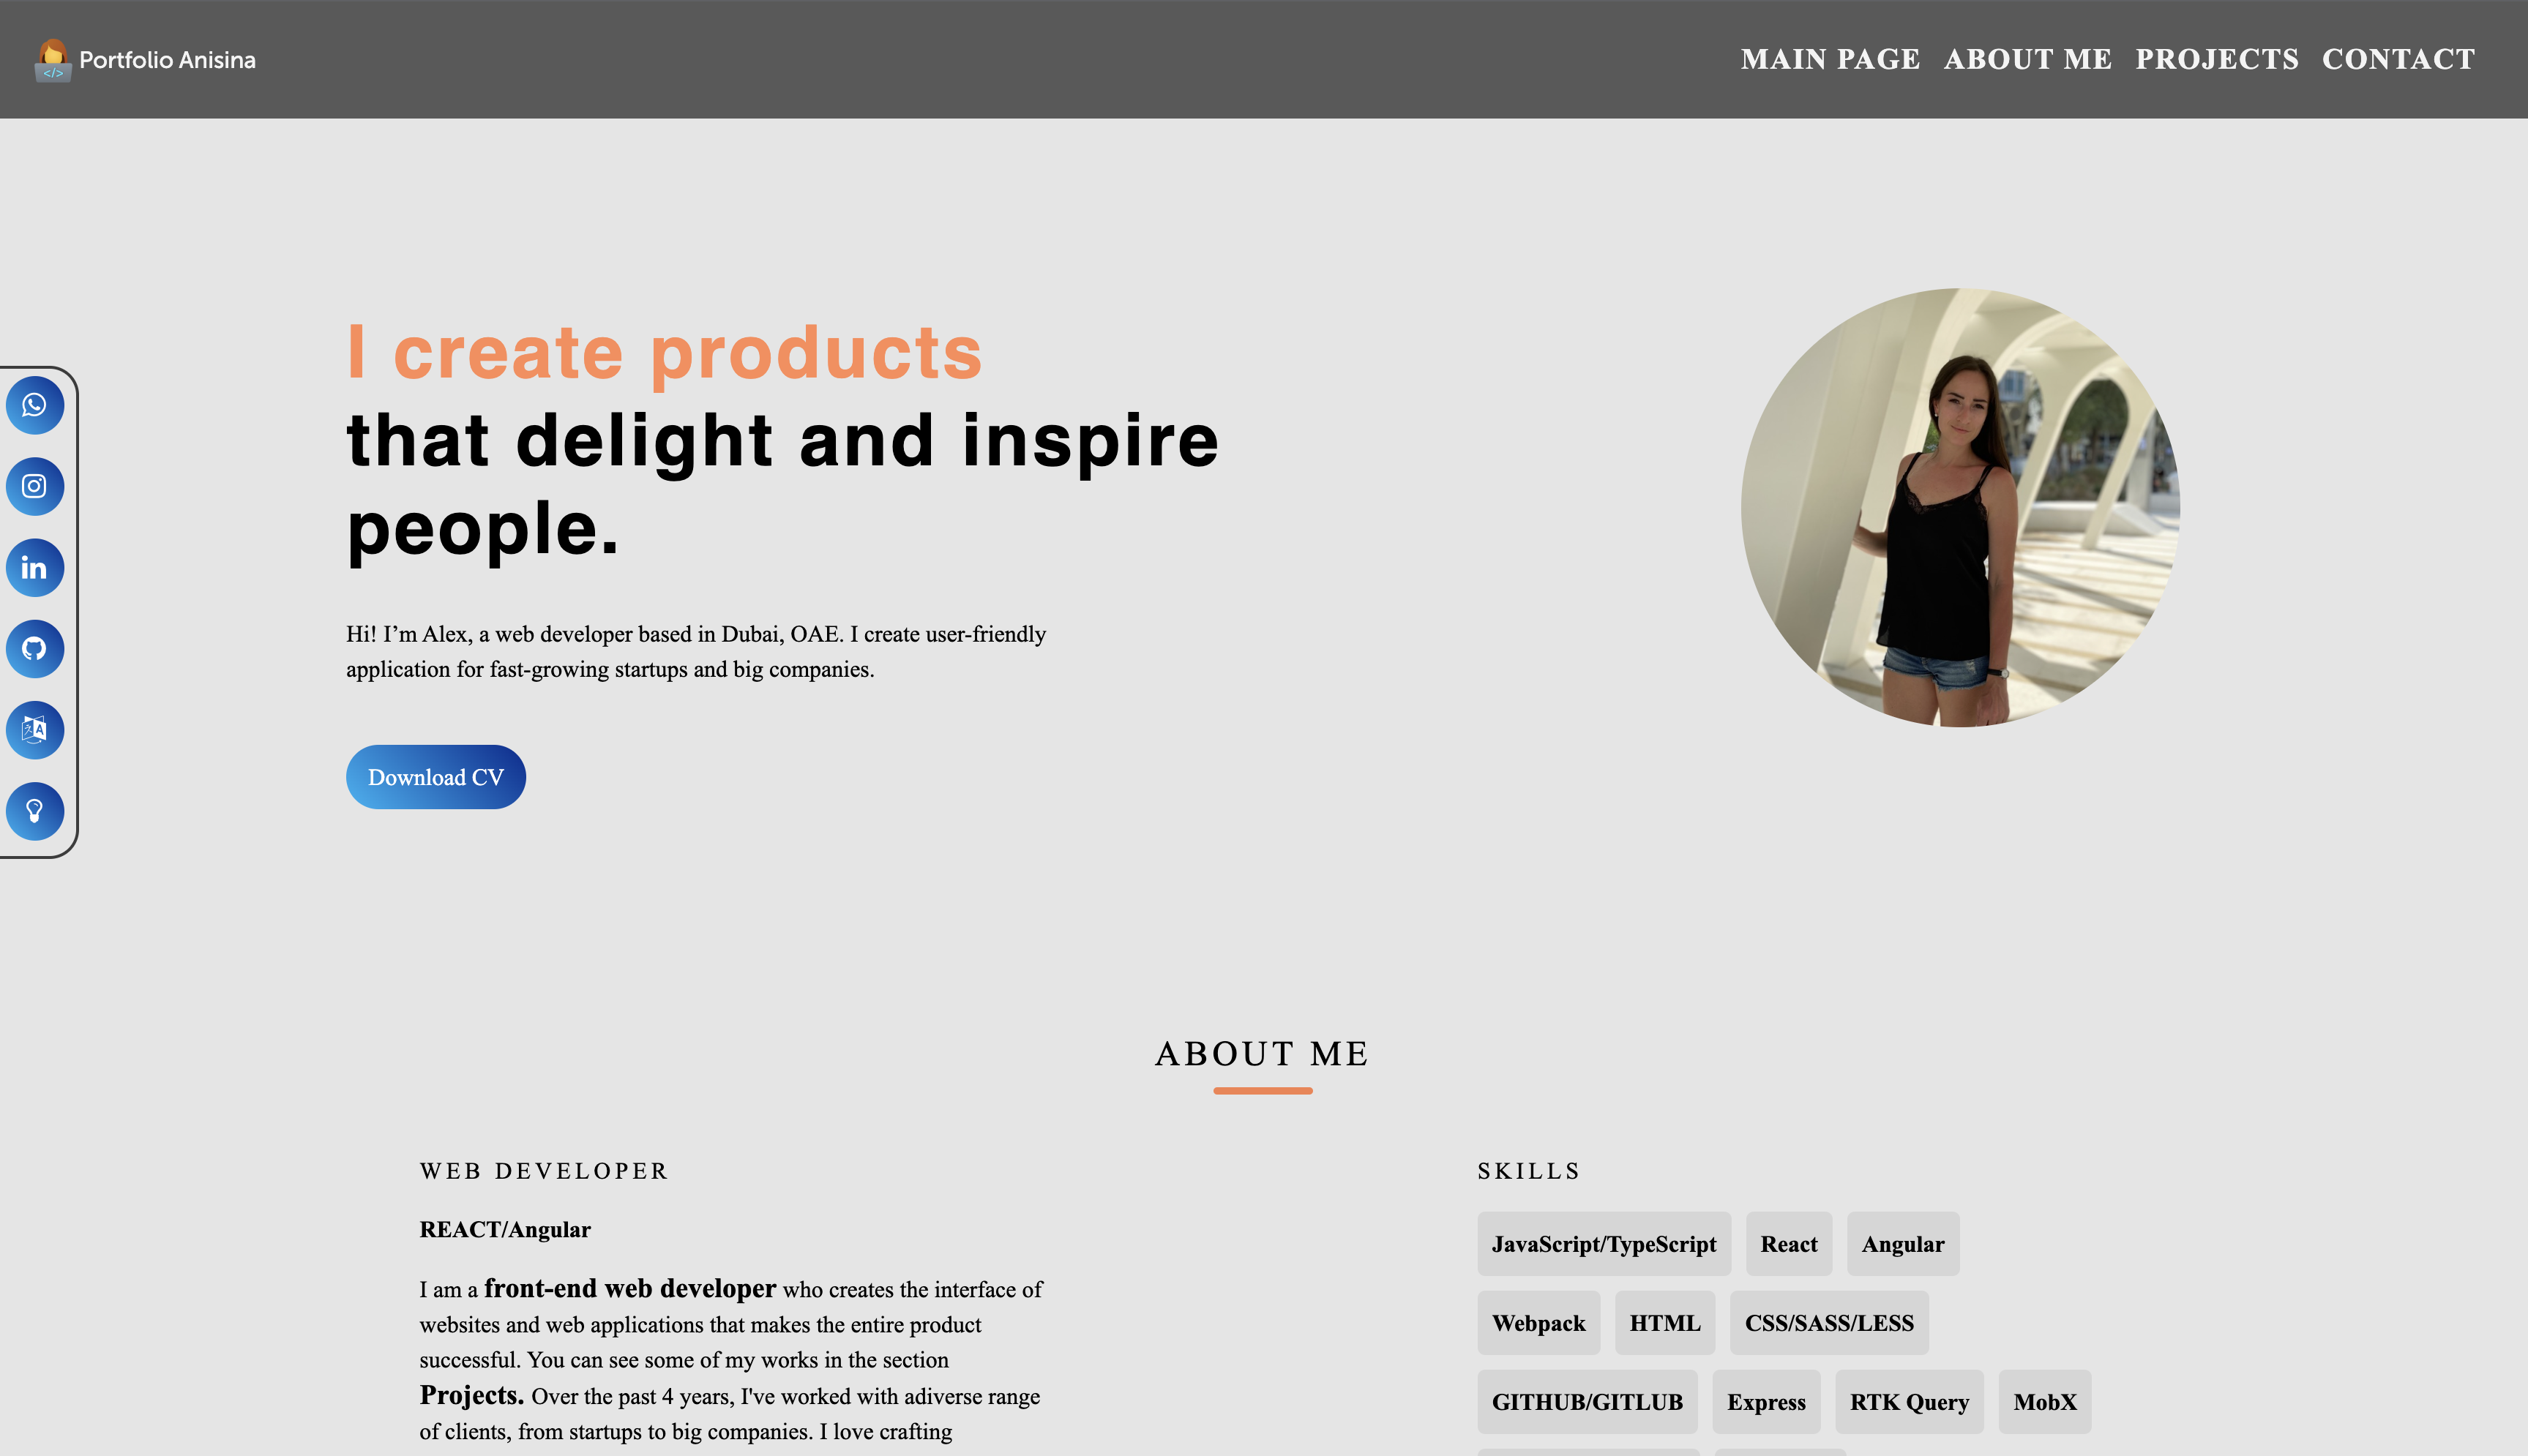 </> Portfolio Anisina
MAIN PAGE ABOUT ME PROJECTS CONTACT
I create products
that delight and inspire
people.
Hi! I’m Alex, a web developer based in Dubai, OAE. I create user-friendly
application for fast-growing startups and big companies.
Download CV
ABOUT ME
WEB DEVELOPER
REACT/Angular
I am a front-end web developer who creates the interface of
websites and web applications that makes the entire product
successful. You can see some of my works in the section
Projects. Over the past 4 years, I've worked with adiverse range
of clients, from startups to big companies. I love crafting
SKILLS
JavaScript/TypeScript React Angular
Webpack HTML CSS/SASS/LESS
GITHUB/GITLUB Express RTK Query MobX